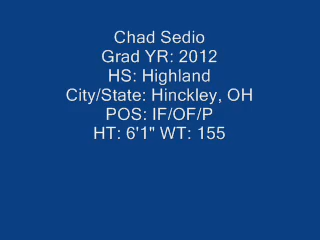 Chad Sedio
Grad YR: 2012
HS: Highland
City/State: Hinckley, OH
POS: IF/OF/P
HT: 6'1" WT: 155